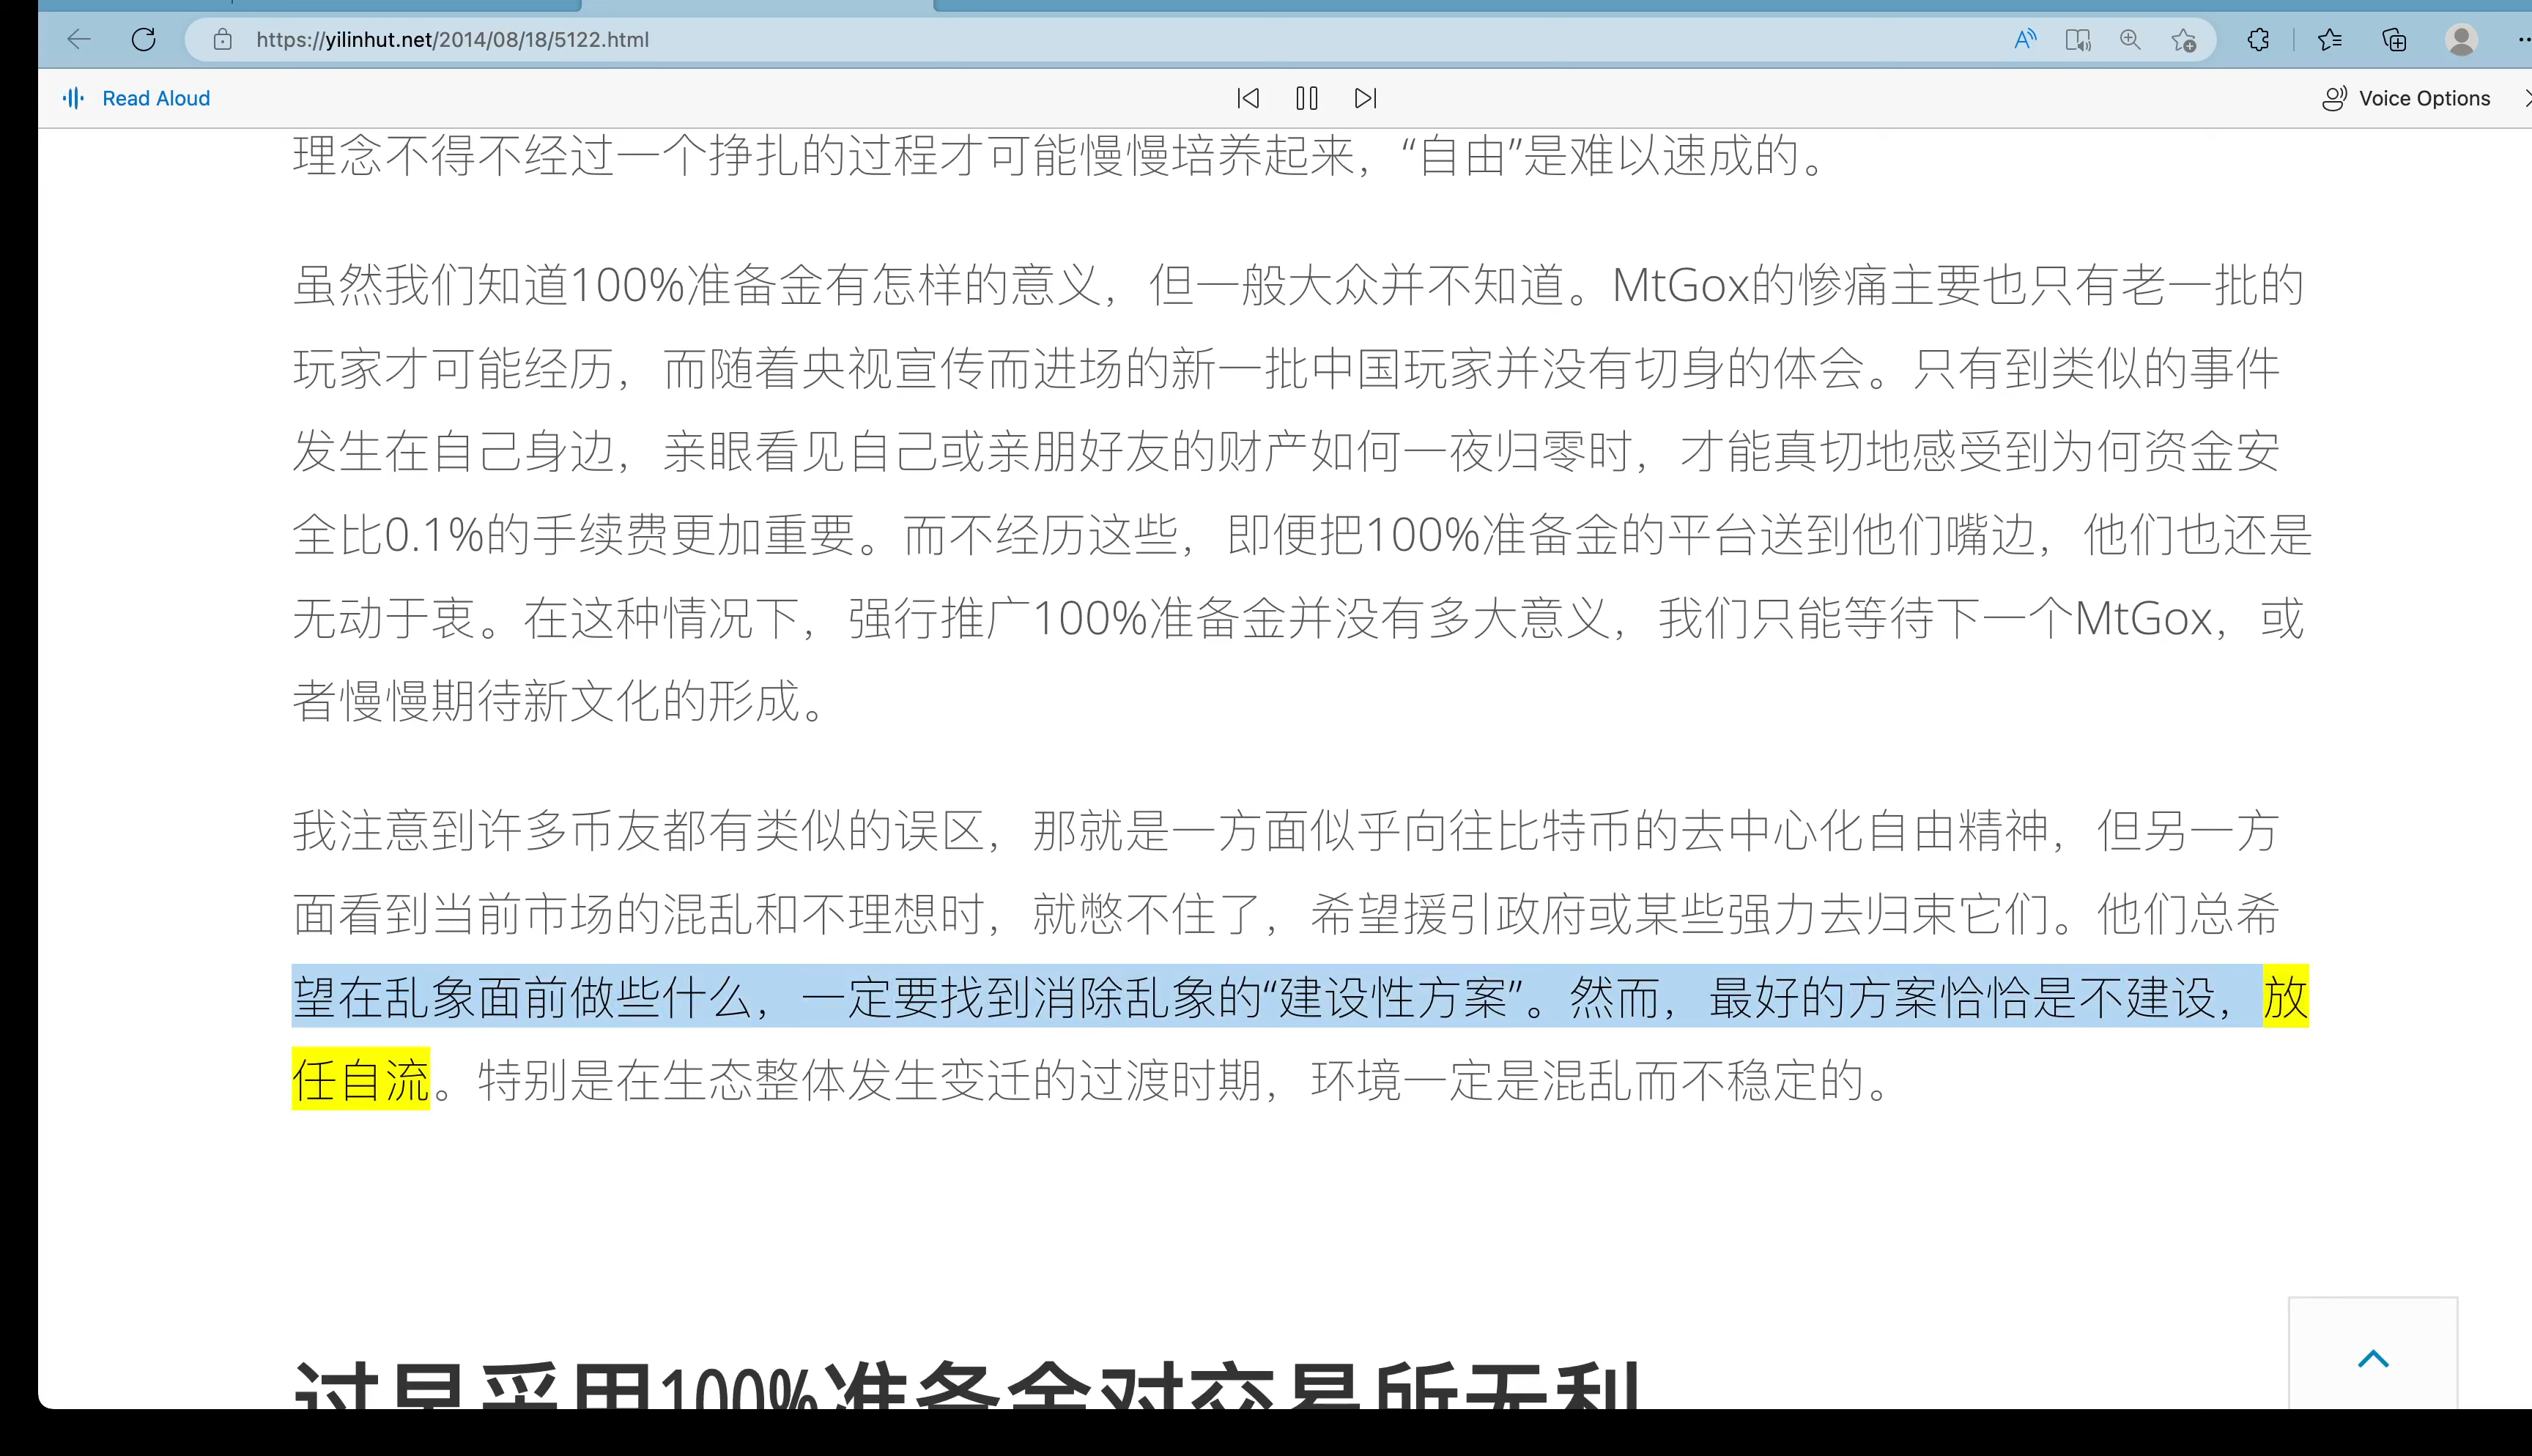 https://yilinhut.net/2014/08/18/5122.html
Read Aloud
Voice Options
理念不得不经过一个挣扎的过程才可能慢慢培养起来，“自由”是难以速成的。
虽然我们知道100%准备金有怎样的意义，但一般大众并不知道。MtGox的惨痛主要也只有老一批的
玩家才可能经历，而随着央视宣传而进场的新一批中国玩家并没有切身的体会。只有到类似的事件
发生在自己身边，亲眼看见自己或亲朋好友的财产如何一夜归零时，才能真切地感受到为何资金安
全比0.1%的手续费更加重要。而不经历这些，即便把100%准备金的平台送到他们嘴边，他们也还是
无动于衷。在这种情况下，强行推广100%准备金并没有多大意义，我们只能等待下一个MtGox，或
者慢慢期待新文化的形成。
我注意到许多币友都有类似的误区，那就是一方面似乎向往比特币的去中心化自由精神，但另一方
面看到当前市场的混乱和不理想时，就憋不住了，希望援引政府或某些强力去归束它们。他们总希
望在乱象面前做些什么，一定要找到消除乱象的“建设性方案”。然而，最好的方案恰恰是不建设，放
任自流。特别是在生态整体发生变迁的过渡时期，环境一定是混乱而不稳定的。
过早采用100%准备金对交易所无利